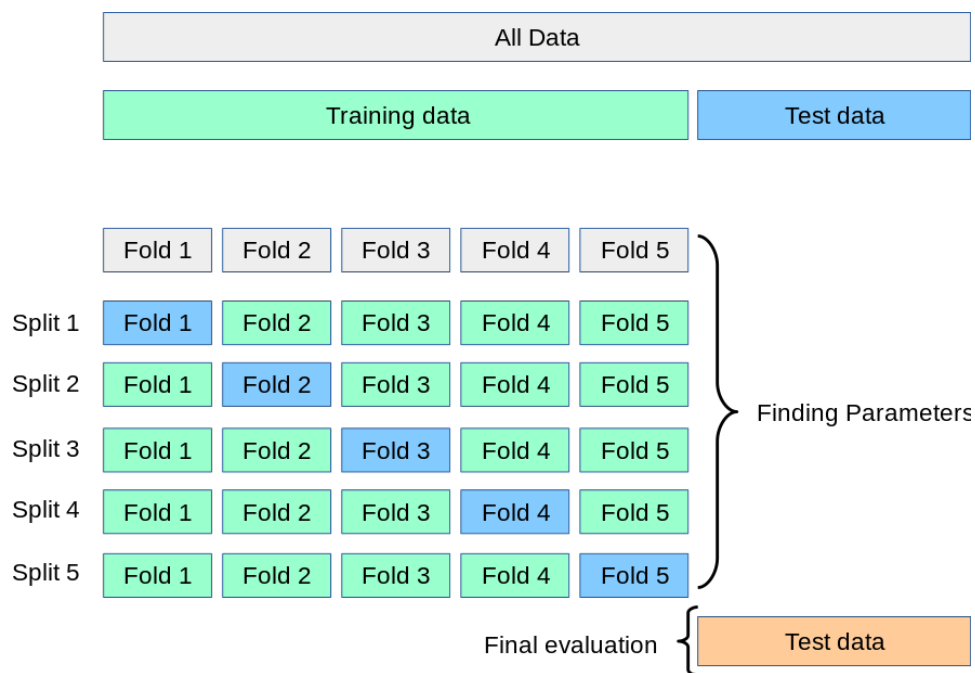 All Data
Training data Test data
Fold 1 Fold 2 Fold 3 Fold 4 Fold 5
Split 1 Fold 1 Fold 2 Fold 3 Fold 4 Fold 5
Split 2 Fold 1 Fold 2 Fold 3 Fold 4 Fold 5
Finding Parameters
Split 3 Fold 1 Fold 2 Fold 3 Fold 4 Fold 5
Split 4 Fold 1 Fold 2 Fold 3 Fold 4 Fold 5
Split 5 Fold 1 Fold 2 Fold 3 Fold 4 Fold 5
Final evaluation Test data